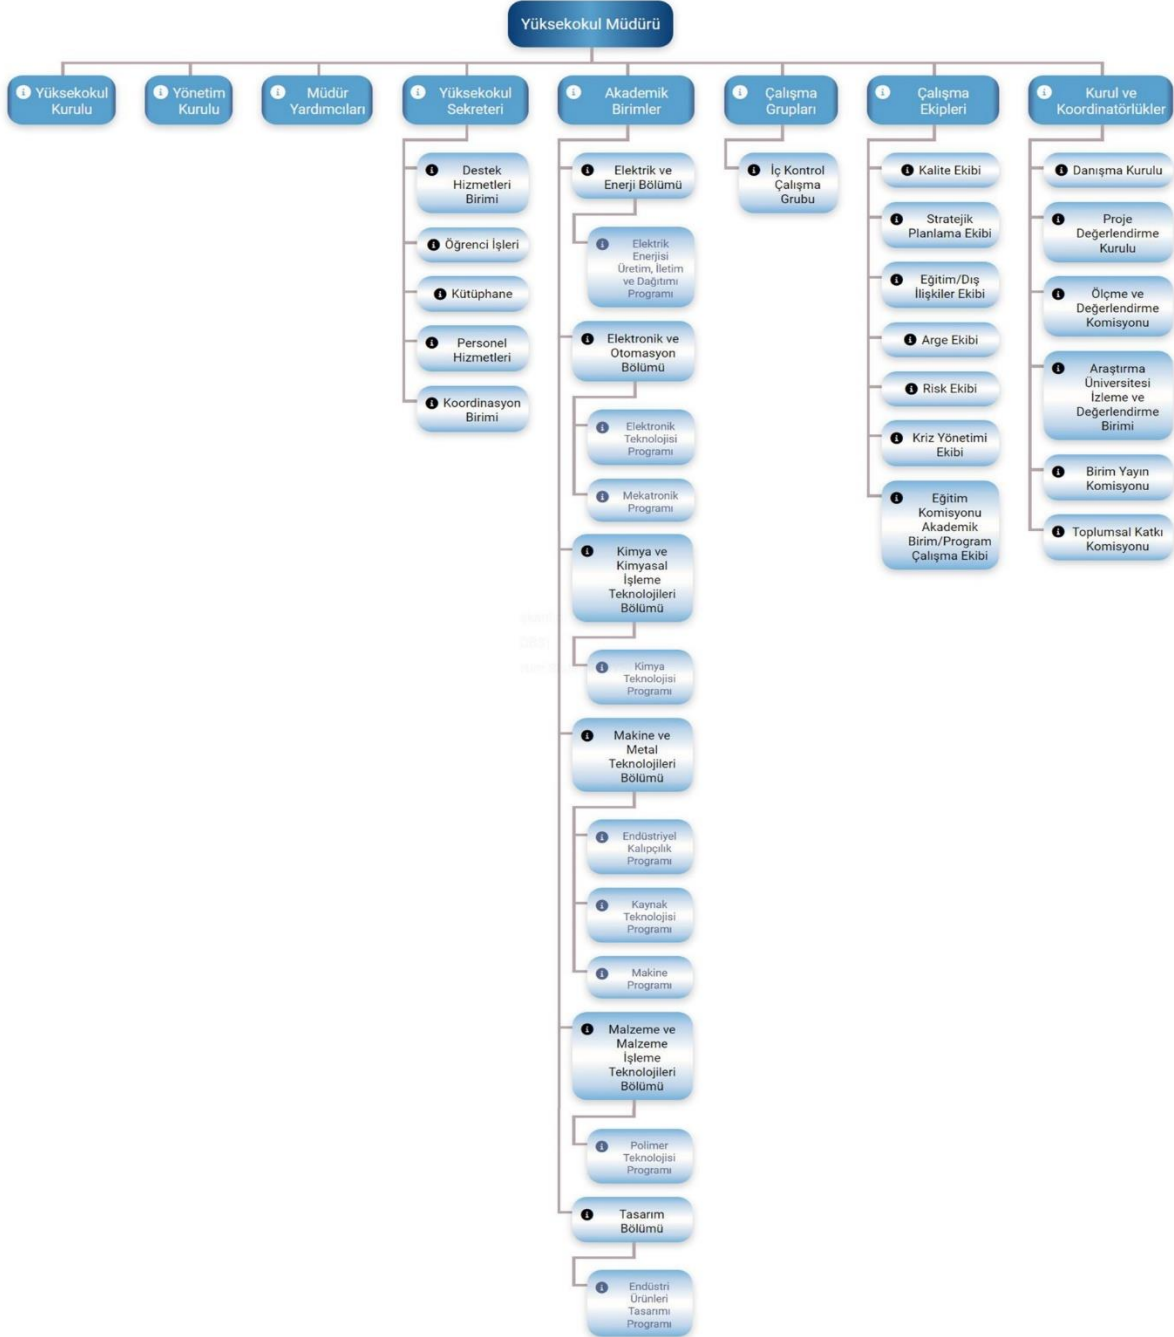 Yüksekokul Müdürü
Yüksekokul
Kurulu
Yönetim
Kurulu
Müdür
Yardımcıları
Yüksekokul
Sekreteri
Akademik
Birimler
Çalışma
Grupları
Çalışma
Ekipleri
Kurul ve
Koordinatörlükler
Destek
Hizmetleri
Birimi
Öğrenci İşleri
Kütüphane
Personel
Hizmetleri
Koordinasyon
Birimi
Elektrik ve
Enerji Bölümü
Elektrik
Enerjisi
Üretim, İletim
ve Dağıtımı
Programı
Elektronik ve
Otomasyon
Bölümü
Elektronik
Teknolojisi
Programı
Mekatronik
Programı
Kimya ve
Kimyasal
İşleme
Teknolojileri
Bölümü
Kimya
Teknolojisi
Programı
Makine ve
Metal
Teknolojileri
Bölümü
Endüstriyel
Kalıpçılık
Programı
Kaynak
Teknolojisi
Programı
Makine
Programı
Malzeme ve
Malzeme
İşleme
Teknolojileri
Bölümü
Polimer
Teknolojisi
Programı
Tasarım
Bölümü
Endüstri
Ürünleri
Tasarımı
Programı
İç Kontrol
Çalışma
Grubu
Kalite Ekibi
Stratejik
Planlama Ekibi
Eğitim/Dış
İlişkiler Ekibi
Arge Ekibi
Risk Ekibi
Kriz Yönetimi
Ekibi
Eğitim
Komisyonu
Akademik
Birim/Program
Çalışma Ekibi
Danışma Kurulu
Proje
Değerlendirme
Kurulu
Ölçme ve
Değerlendirme
Komisyonu
Araştırma
Üniversitesi
İzleme ve
Değerlendirme
Birimi
Birim Yayın
Komisyonu
Toplumsal Katkı
Komisyonu